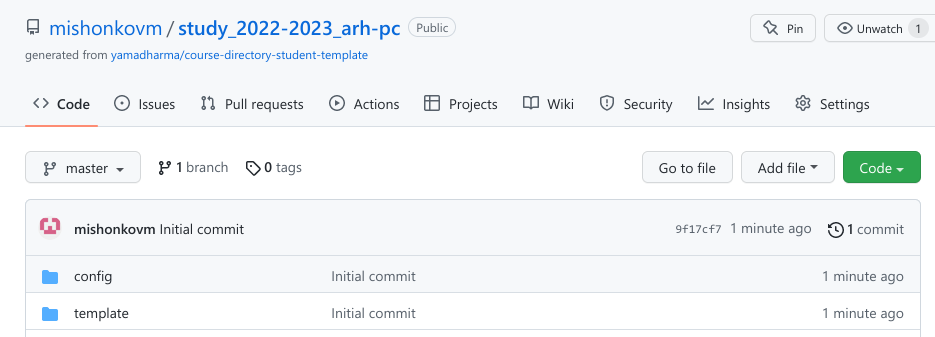 mishonkovm / study_2022-2023_arh-pc Public Pin Unwatch 1
generated from yamadharma/course-directory-student-template
Code Issues Pull requests Actions Projects Wiki Security Insights Settings
master 1 branch 0 tags Go to file Add file Code
mishonkovm Initial commit 9f17cf7 1 minute ago 1 commit
config Initial commit 1 minute ago
template Initial commit 1 minute ago